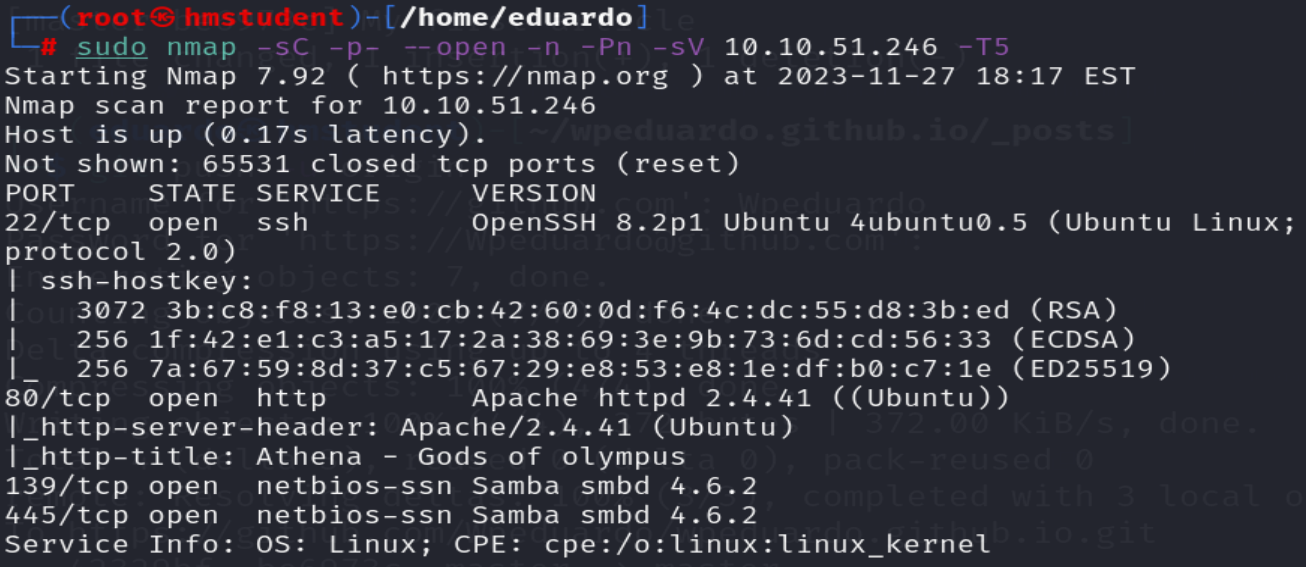 ┌──(root㉿hmstudent)-[/home/eduardo]
└─# sudo nmap -sC -p- --open -n -Pn -sV 10.10.51.246 -T5
Starting Nmap 7.92 ( https://nmap.org ) at 2023-11-27 18:17 EST
Nmap scan report for 10.10.51.246
Host is up (0.17s latency).
Not shown: 65531 closed tcp ports (reset)
PORT    STATE SERVICE     VERSION
22/tcp  open  ssh         OpenSSH 8.2p1 Ubuntu 4ubuntu0.5 (Ubuntu Linux;
protocol 2.0)
| ssh-hostkey:
|   3072 3b:c8:f8:13:e0:cb:42:60:0d:f6:4c:dc:55:d8:3b:ed (RSA)
|   256 1f:42:e1:c3:a5:17:2a:38:69:3e:9b:73:6d:cd:56:33 (ECDSA)
|_  256 7a:67:59:8d:37:c5:67:29:e8:53:e8:1e:df:b0:c7:1e (ED25519)
80/tcp  open  http        Apache httpd 2.4.41 ((Ubuntu))
|_http-server-header: Apache/2.4.41 (Ubuntu)
|_http-title: Athena - Gods of olympus
139/tcp open  netbios-ssn Samba smbd 4.6.2
445/tcp open  netbios-ssn Samba smbd 4.6.2
Service Info: OS: Linux; CPE: cpe:/o:linux:linux_kernel